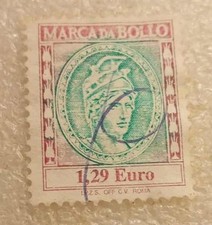 MARCA DA BOLLO
1,29 Euro
I.P.Z.S. OFF. C.V. ROMA